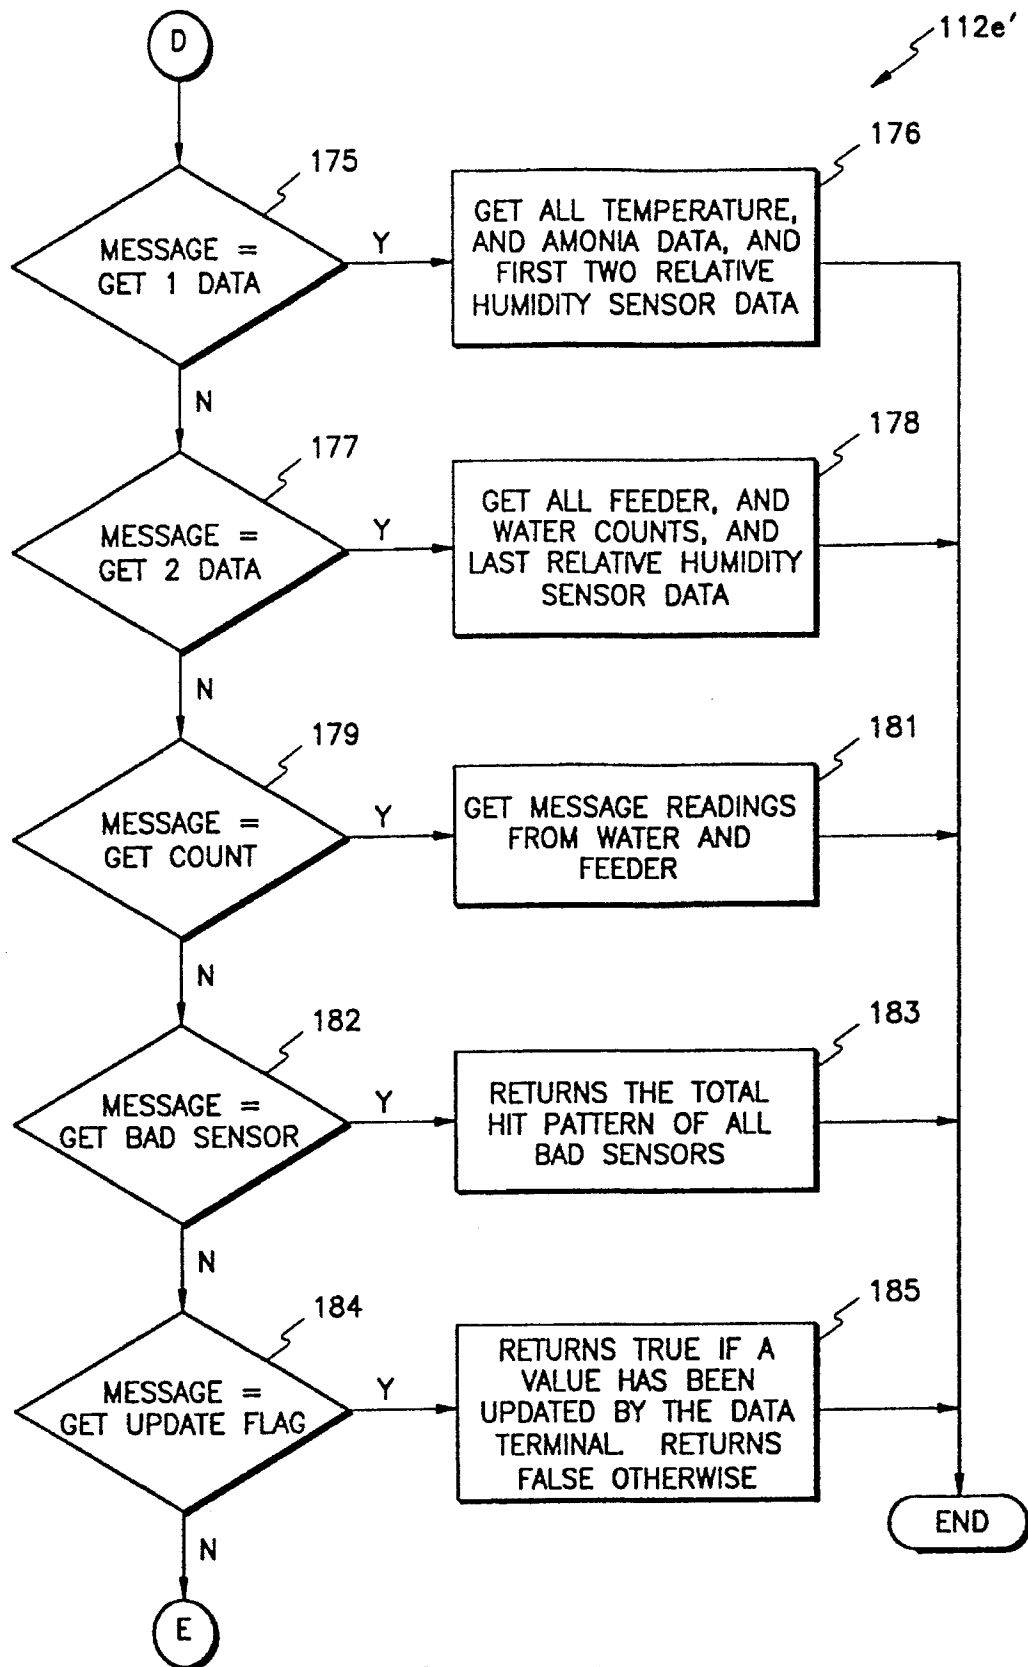 D
112e'
175
MESSAGE =
GET 1 DATA
Y
176
GET ALL TEMPERATURE,
AND AMONIA DATA, AND
FIRST TWO RELATIVE
HUMIDITY SENSOR DATA
N
177
MESSAGE =
GET 2 DATA
Y
178
GET ALL FEEDER, AND
WATER COUNTS, AND
LAST RELATIVE HUMIDITY
SENSOR DATA
N
179
MESSAGE =
GET COUNT
Y
181
GET MESSAGE READINGS
FROM WATER AND
FEEDER
N
182
MESSAGE =
GET BAD SENSOR
Y
183
RETURNS THE TOTAL
HIT PATTERN OF ALL
BAD SENSORS
N
184
MESSAGE =
GET UPDATE FLAG
Y
185
RETURNS TRUE IF A
VALUE HAS BEEN
UPDATED BY THE DATA
TERMINAL. RETURNS
FALSE OTHERWISE
END
N
E